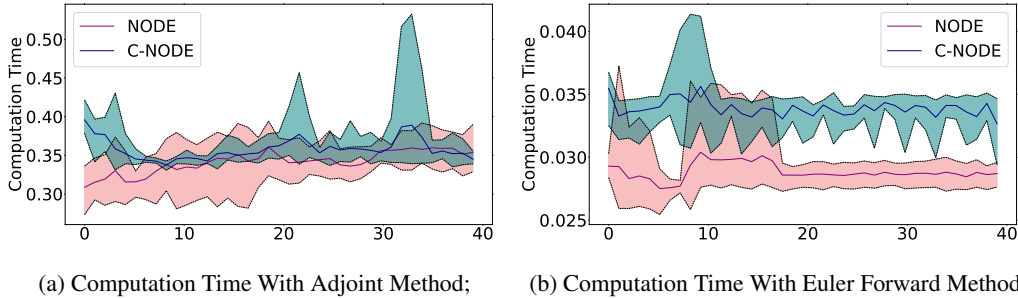 NODE
C-NODE
Computation Time
0.50
0.45
0.40
0.35
0.30
0 10 20 30 40
(a) Computation Time With Adjoint Method;
NODE
C-NODE
Computation Time
0.040
0.035
0.030
0.025
0 10 20 30 40
(b) Computation Time With Euler Forward Method